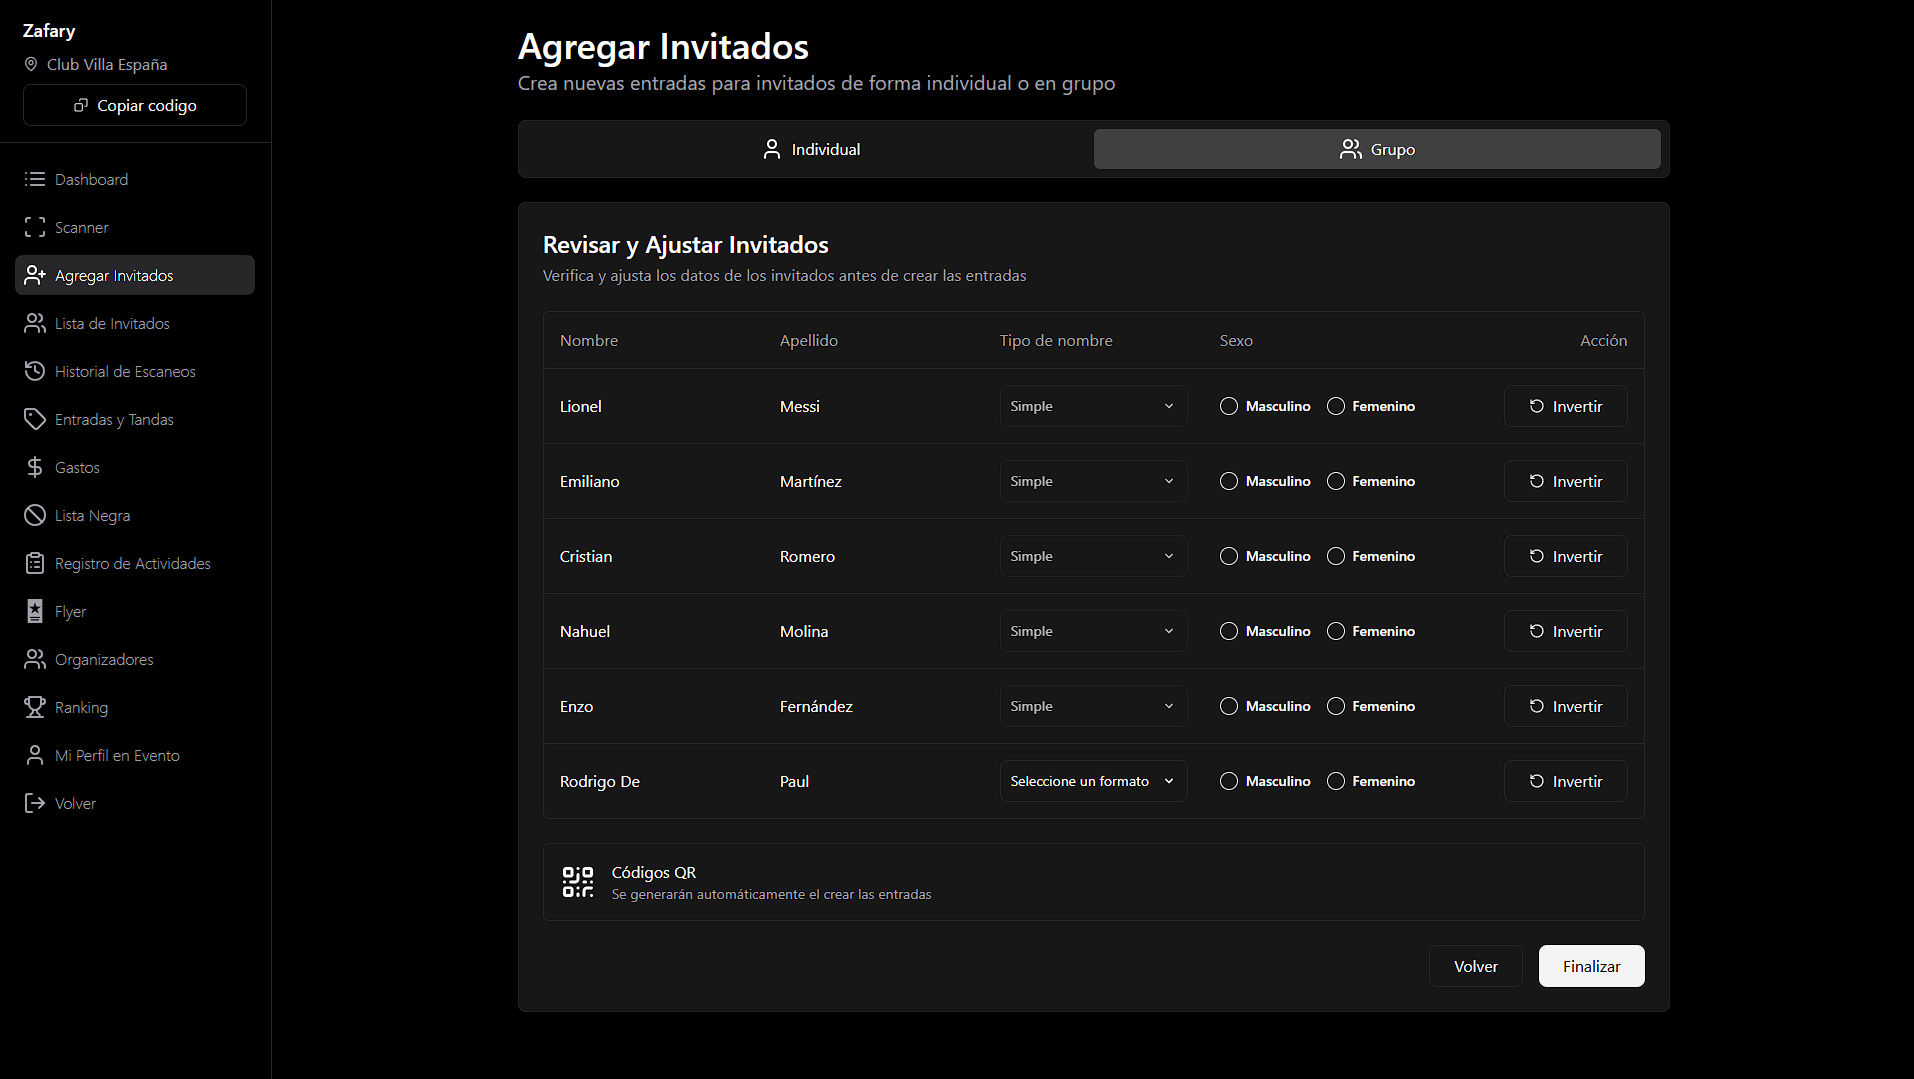 Zafary
Club Villa España
Copiar codigo
Dashboard
Scanner
Agregar Invitados
Lista de Invitados
Historial de Escaneos
Entradas y Tandas
Gastos
Lista Negra
Registro de Actividades
Flyer
Organizadores
Ranking
Mi Perfil en Evento
Volver
Agregar Invitados
Crea nuevas entradas para invitados de forma individual o en grupo
Individual Grupo
Revisar y Ajustar Invitados
Verifica y ajusta los datos de los invitados antes de crear las entradas
Nombre Apellido Tipo de nombre Sexo Acción
Lionel Messi Simple Masculino Femenino Invertir
Emiliano Martínez Simple Masculino Femenino Invertir
Cristian Romero Simple Masculino Femenino Invertir
Nahuel Molina Simple Masculino Femenino Invertir
Enzo Fernández Simple Masculino Femenino Invertir
Rodrigo De Paul Seleccione un formato Masculino Femenino Invertir
Códigos QR
Se generarán automáticamente el crear las entradas
Volver Finalizar